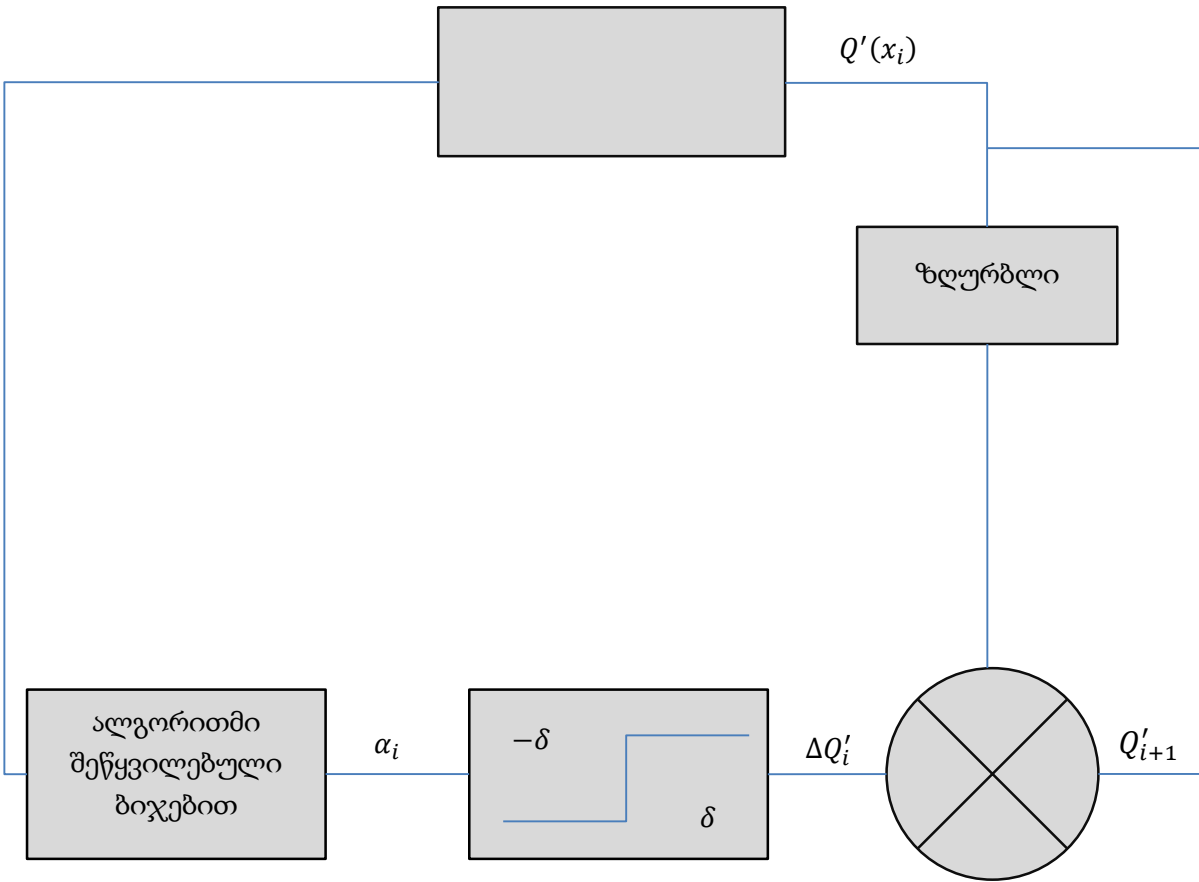 𝑄′(𝑥ᵢ)
ზღურბლი
ალგორითმი
შეწყვილებული
ბიჯებით
αᵢ
−δ
δ
ΔQ′ᵢ
Q′ᵢ₊₁